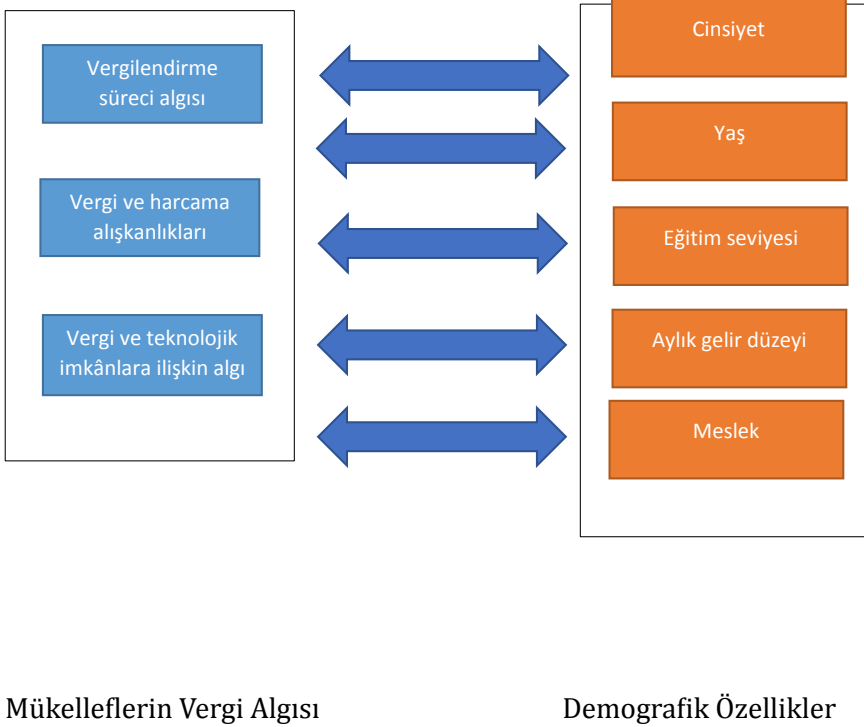 Vergilendirme
süreci algısı
Vergi ve harcama
alışkanlıkları
Vergi ve teknolojik
imkânlara ilişkin algı
Cinsiyet
Yaş
Eğitim seviyesi
Aylık gelir düzeyi
Meslek
Mükelleflerin Vergi Algısı
Demografik Özellikler